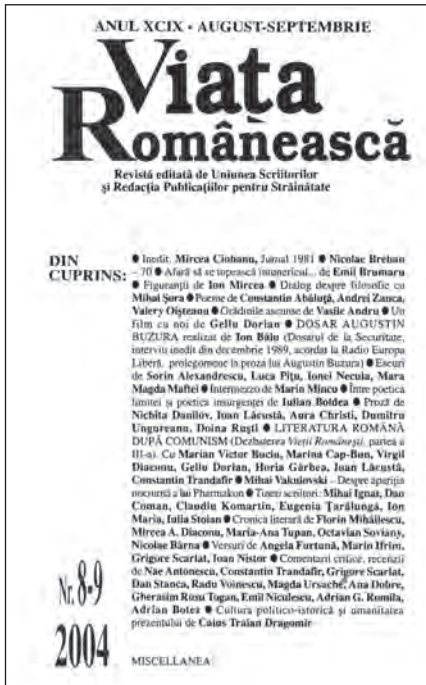 ANUL XCIX • AUGUST-SEPTEMBRIE
Viața
Românească
Revistă editată de Uniunea Scriitorilor
și Redacția Publicațiilor pentru Străinătate
DIN
CUPRINS:
● Inedit. Mircea Ciobanu, Jurnal 1981 ● Nicolae Breban
– 70 ● Afară să se topească întunericul... de Emil Brumaru
● Figuranții de Ion Mircea ● Dialog despre filosofie cu
Mihai Șora ● Poeme de Constantin Abăluță, Andrei Zanca,
Valery Oișteanu ● Grădinile ascunse de Vasile Andru ● Un
film cu noi de Gellu Dorian ● DOSAR AUGUSTIN
BUZURA realizat de Ion Bălu (Dosarul de la Securitate,
interviu inedit din decembrie 1989, acordat la Radio Europa
Liberă, prolegomene la proza lui Augustin Buzura) ● Eseuri
de Sorin Alexandrescu, Luca Pițu, Ionel Necula, Mara
Magda Maftei ● Intermezzo de Marin Mincu ● Între poetica
limitei și poetica insurgenței de Iulian Boldea ● Proză de
Nichita Danilov, Ioan Lăcustă, Aura Christi, Dumitru
Ungureanu, Doina Ruști ● LITERATURA ROMÂNĂ
DUPĂ COMUNISM (Dezbaterea Vieții Românești, partea a
III-a). Cu Marian Victor Buciu, Marina Cap-Bun, Virgil
Diaconu, Gellu Dorian, Horia Gârbea, Ioan Lăcustă,
Constantin Trandafir ● Mihai Vakulovski – Despre apariția
nocturnă a lui Pharmakon ● Tineri scriitori: Mihai Ignat, Dan
Coman, Claudiu Komartin, Eugenia Țarălungă, Ion
Maria, Iulia Stoian ● Cronica literară de Florin Mihăilescu,
Mircea A. Diaconu, Maria-Ana Tupan, Octavian Soviany,
Nicolae Bârna ● Versuri de Angela Furtună, Marin Ifrim,
Grigore Scarlat, Ioan Nistor ● Comentarii critice, recenzii
de Nae Antonescu, Constantin Trandafir, Grigore Scarlat,
Dan Stanca, Radu Voinescu, Magda Ursache, Ana Dobre,
Gherasim Rusu Togan, Emil Niculescu, Adrian G. Romila,
Adrian Botez ● Cultura politico-istorică și umanitatea
prezentului de Caius Traian Dragomir
Nr. 8-9
2004
MISCELLANEA